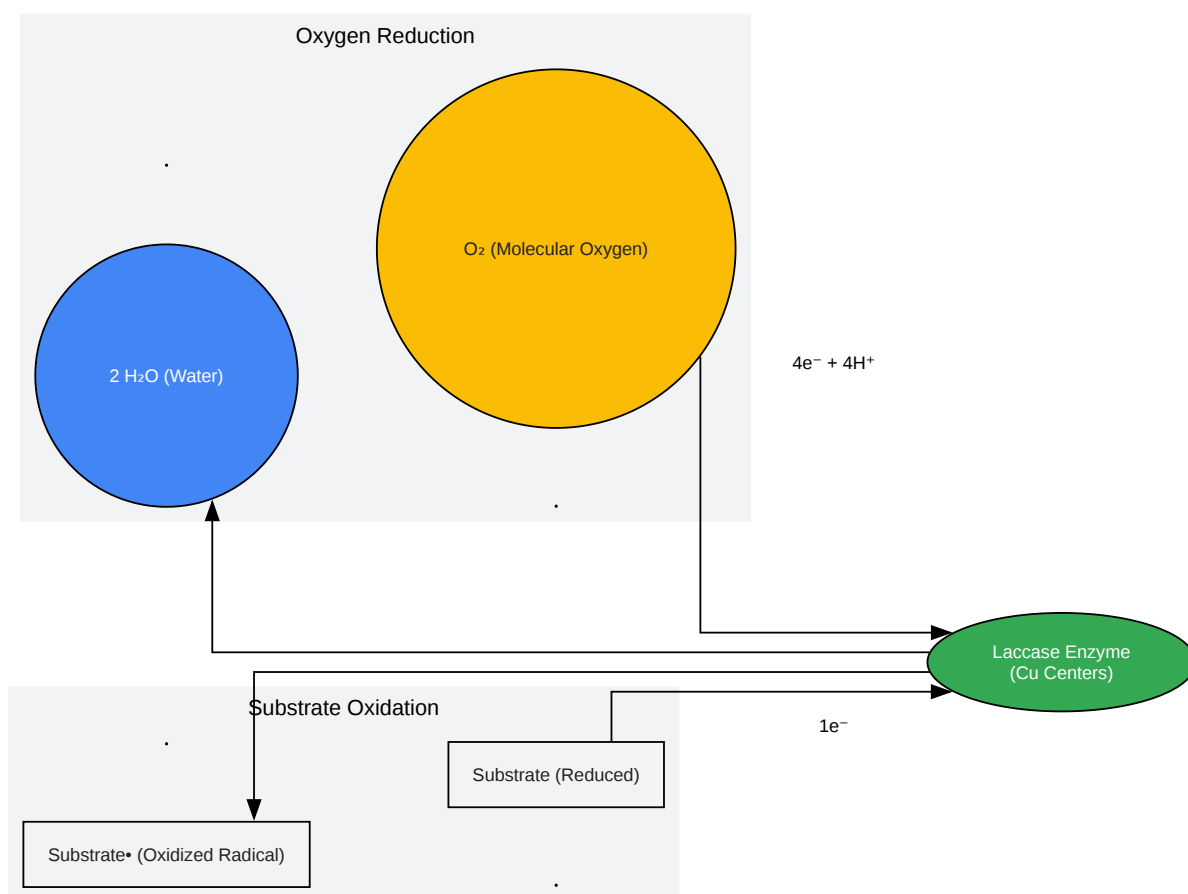 Oxygen Reduction
O₂ (Molecular Oxygen)
2 H₂O (Water)
4e⁻ + 4H⁺
Laccase Enzyme
(Cu Centers)
Substrate Oxidation
1e⁻
Substrate (Reduced)
Substrate• (Oxidized Radical)